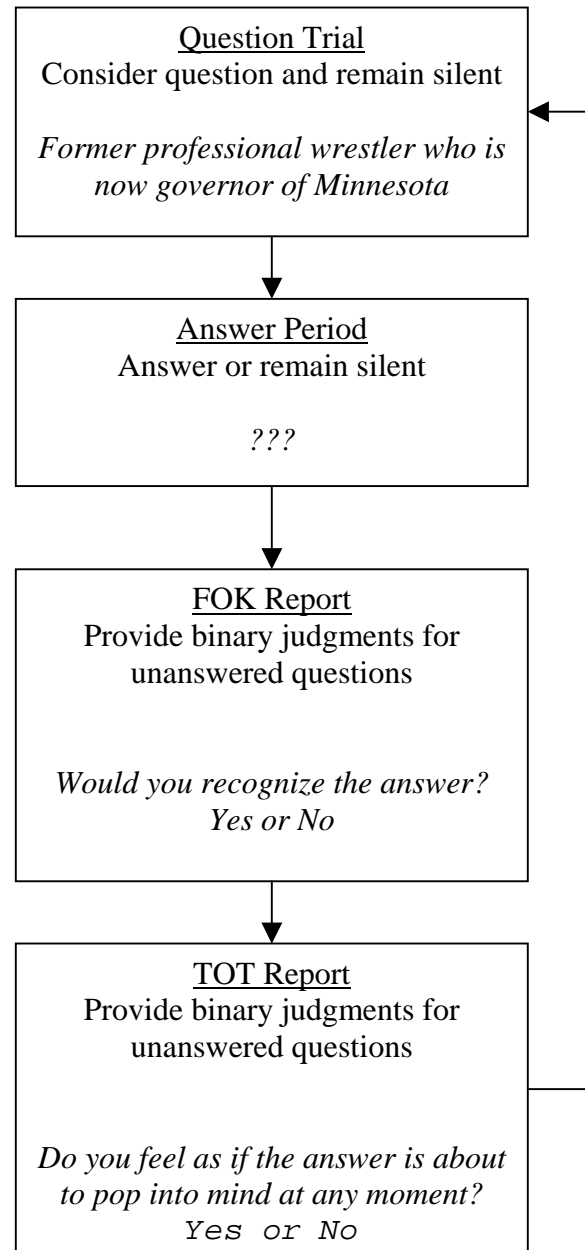 Question Trial
Consider question and remain silent
Former professional wrestler who is
now governor of Minnesota
Answer Period
Answer or remain silent
???
FOK Report
Provide binary judgments for
unanswered questions
Would you recognize the answer?
Yes or No
TOT Report
Provide binary judgments for
unanswered questions
Do you feel as if the answer is about
to pop into mind at any moment?
Yes or No